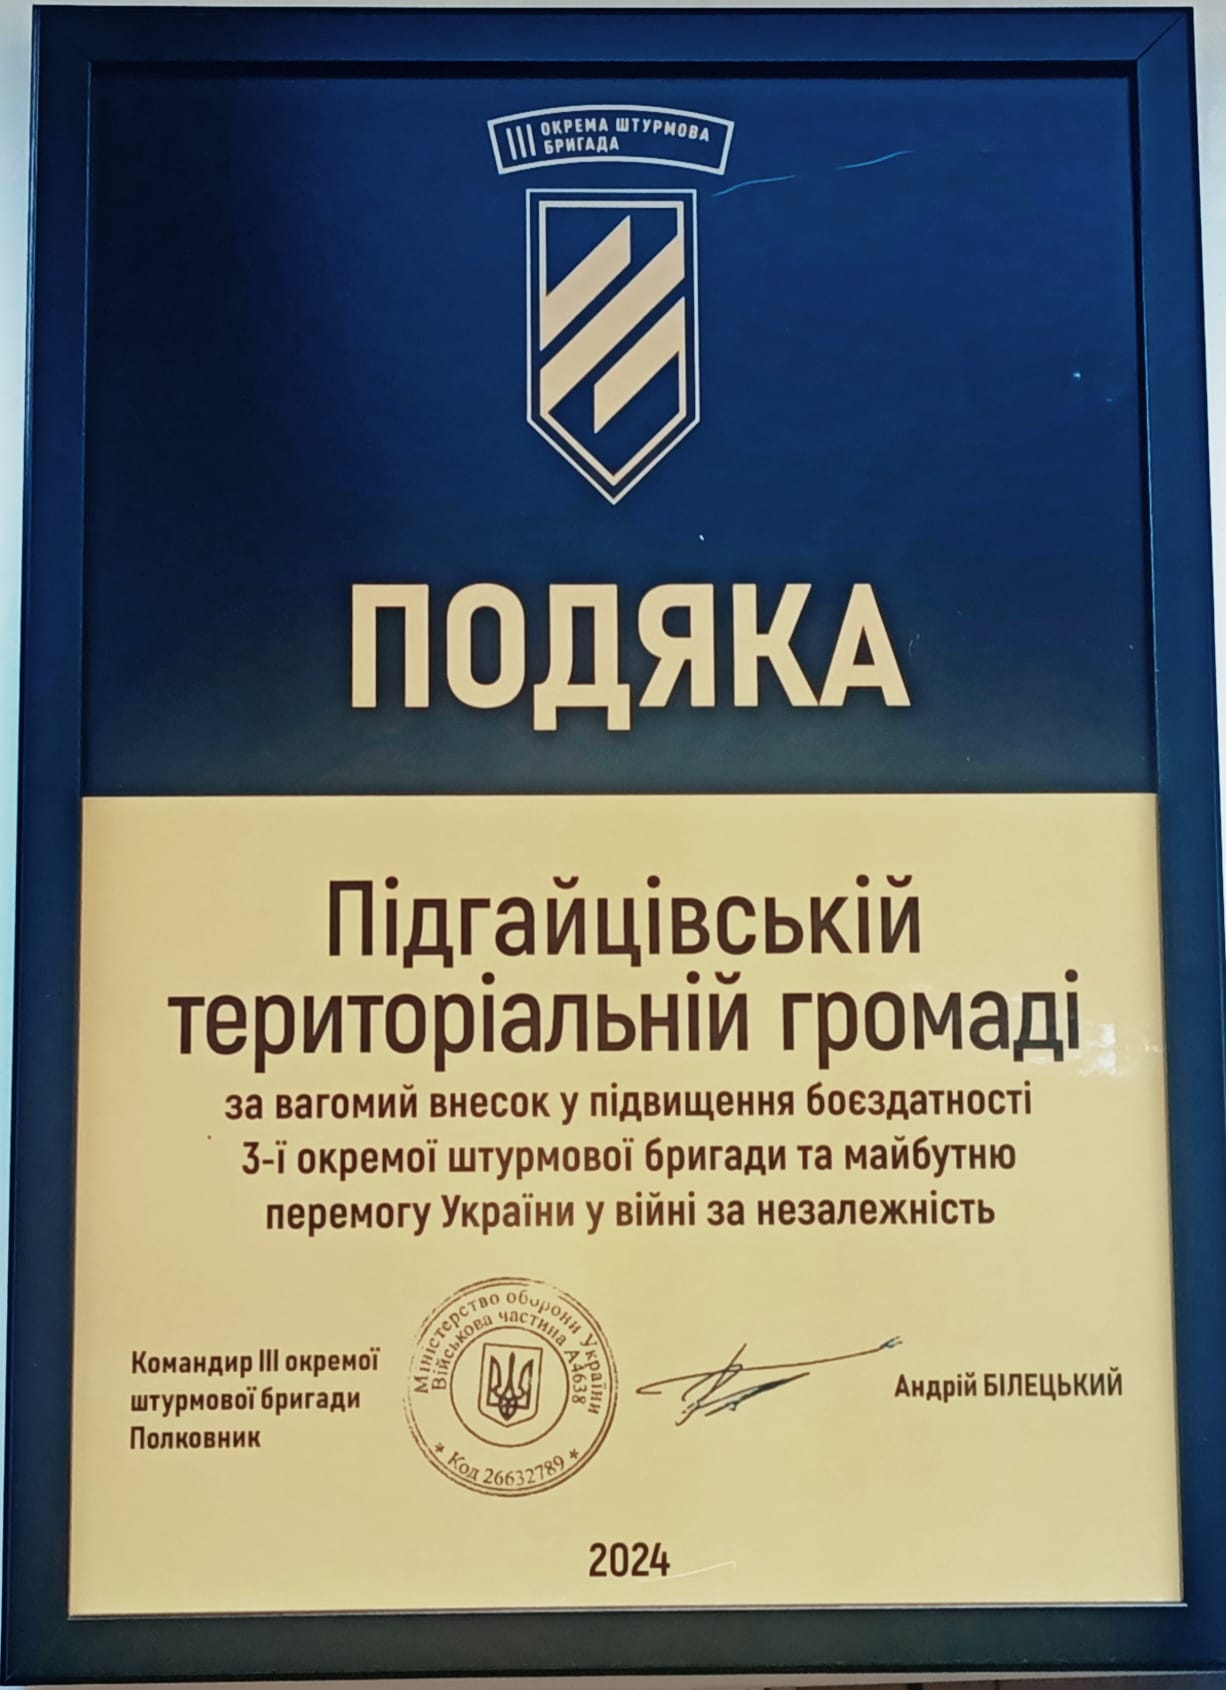 III ОКРЕМА ШТУРМОВА
БРИГАДА
ПОДЯКА
Підгайцівській
територіальній громаді
за вагомий внесок у підвищення боєздатності
3-ї окремої штурмової бригади та майбутню
перемогу України у війні за незалежність
Командир III окремої
штурмової бригади
Полковник
Міністерство оборони України
Військова частина А4638
* Код 26632789 *
Андрій БІЛЕЦЬКИЙ
2024